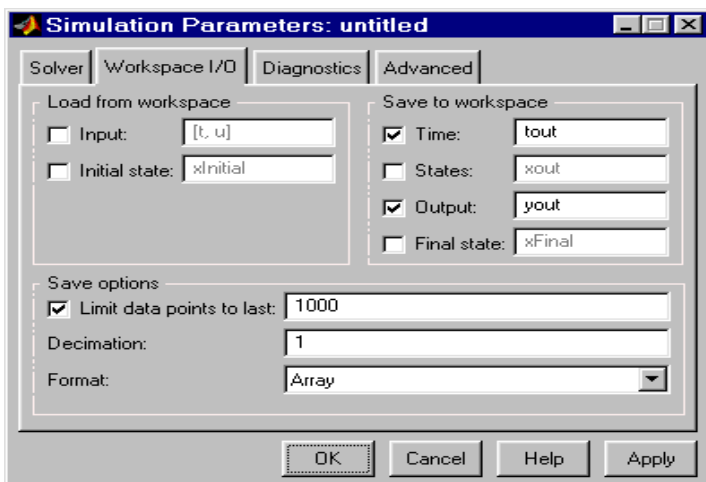 Simulation Parameters: untitled
Solver Workspace I/O Diagnostics Advanced
Load from workspace
Input: [t, u]
Initial state: xInitial
Save to workspace
Time: tout
States: xout
Output: yout
Final state: xFinal
Save options
Limit data points to last: 1000
Decimation: 1
Format: Array
OK Cancel Help Apply